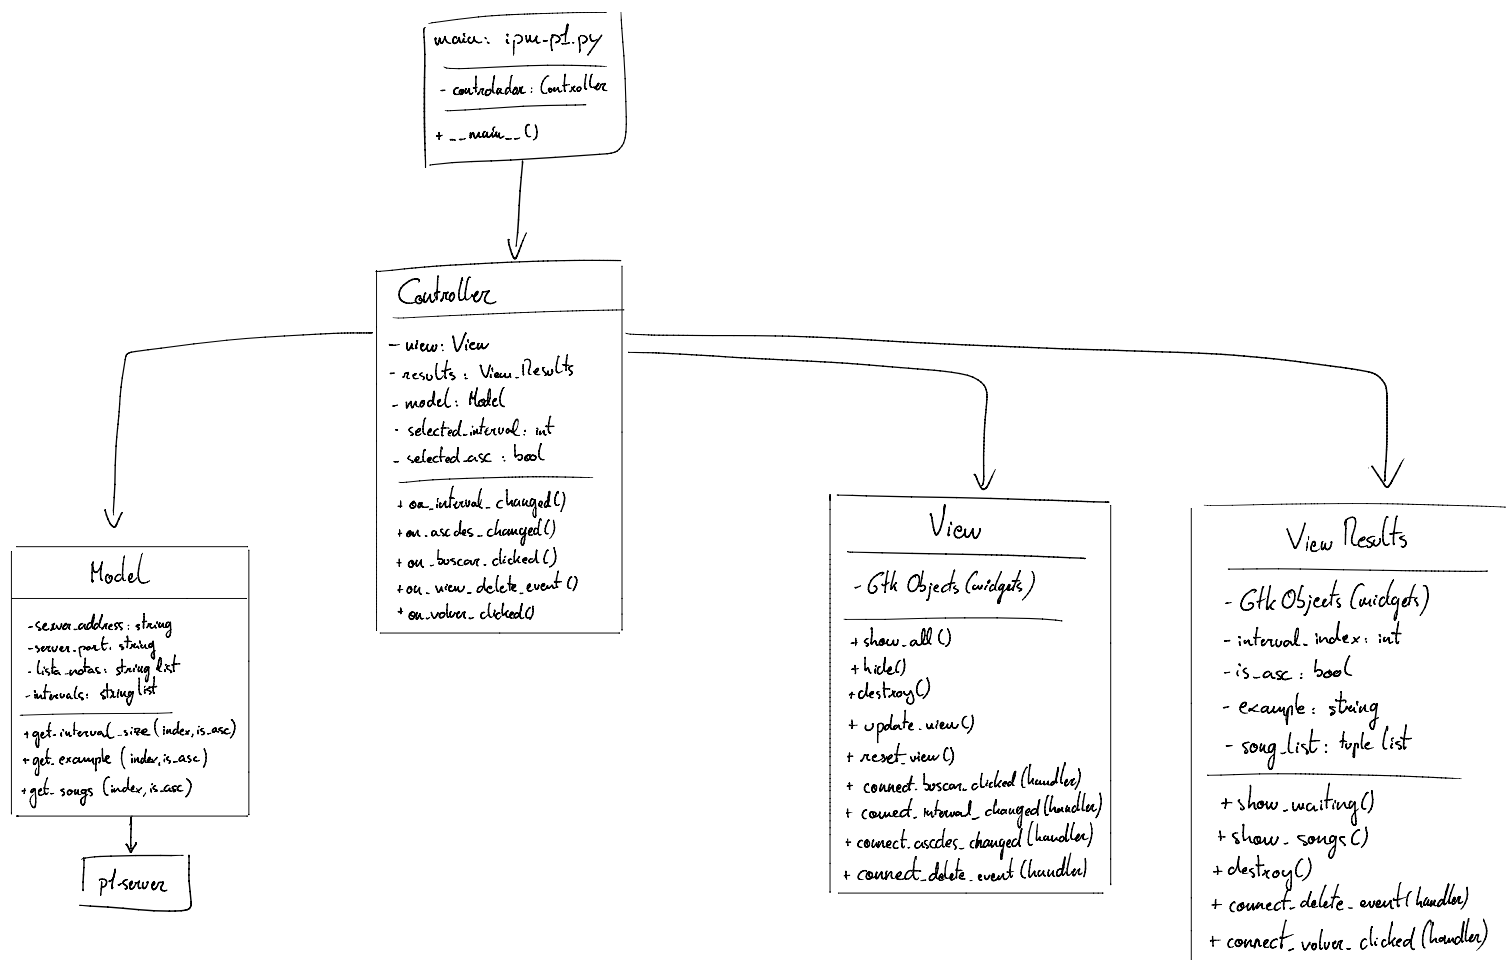 main: ipm-p1.py
- controlador: Controller
+ __main__()
Controller
- view: View
- results: View_Results
- model: Model
- selected_interval: int
- selected_asc: bool
+ on_interval_changed()
+ on_ascdes_changed()
+ on_buscar_clicked()
+ on_view_delete_event()
+ on_volver_clicked()
Model
- server_address: string
- server_port: string
- lista_notas: string list
- intervals: string list
+ get_interval_size (index, is_asc)
+ get_example (index, is_asc)
+ get_songs (index, is_asc)
p1-server
View
- Gtk Objects (widgets)
+ show_all()
+ hide()
+ destroy()
+ update_view()
+ reset_view()
+ connect_buscar_clicked (handler)
+ connect_interval_changed (handler)
+ connect_ascdes_changed (handler)
+ connect_delete_event (handler)
View Results
- Gtk Objects (widgets)
- interval_index: int
- is_asc: bool
- example: string
- song_list: tuple list
+ show_waiting()
+ show_songs()
+ destroy()
+ connect_delete_event (handler)
+ connect_volver_clicked (handler)